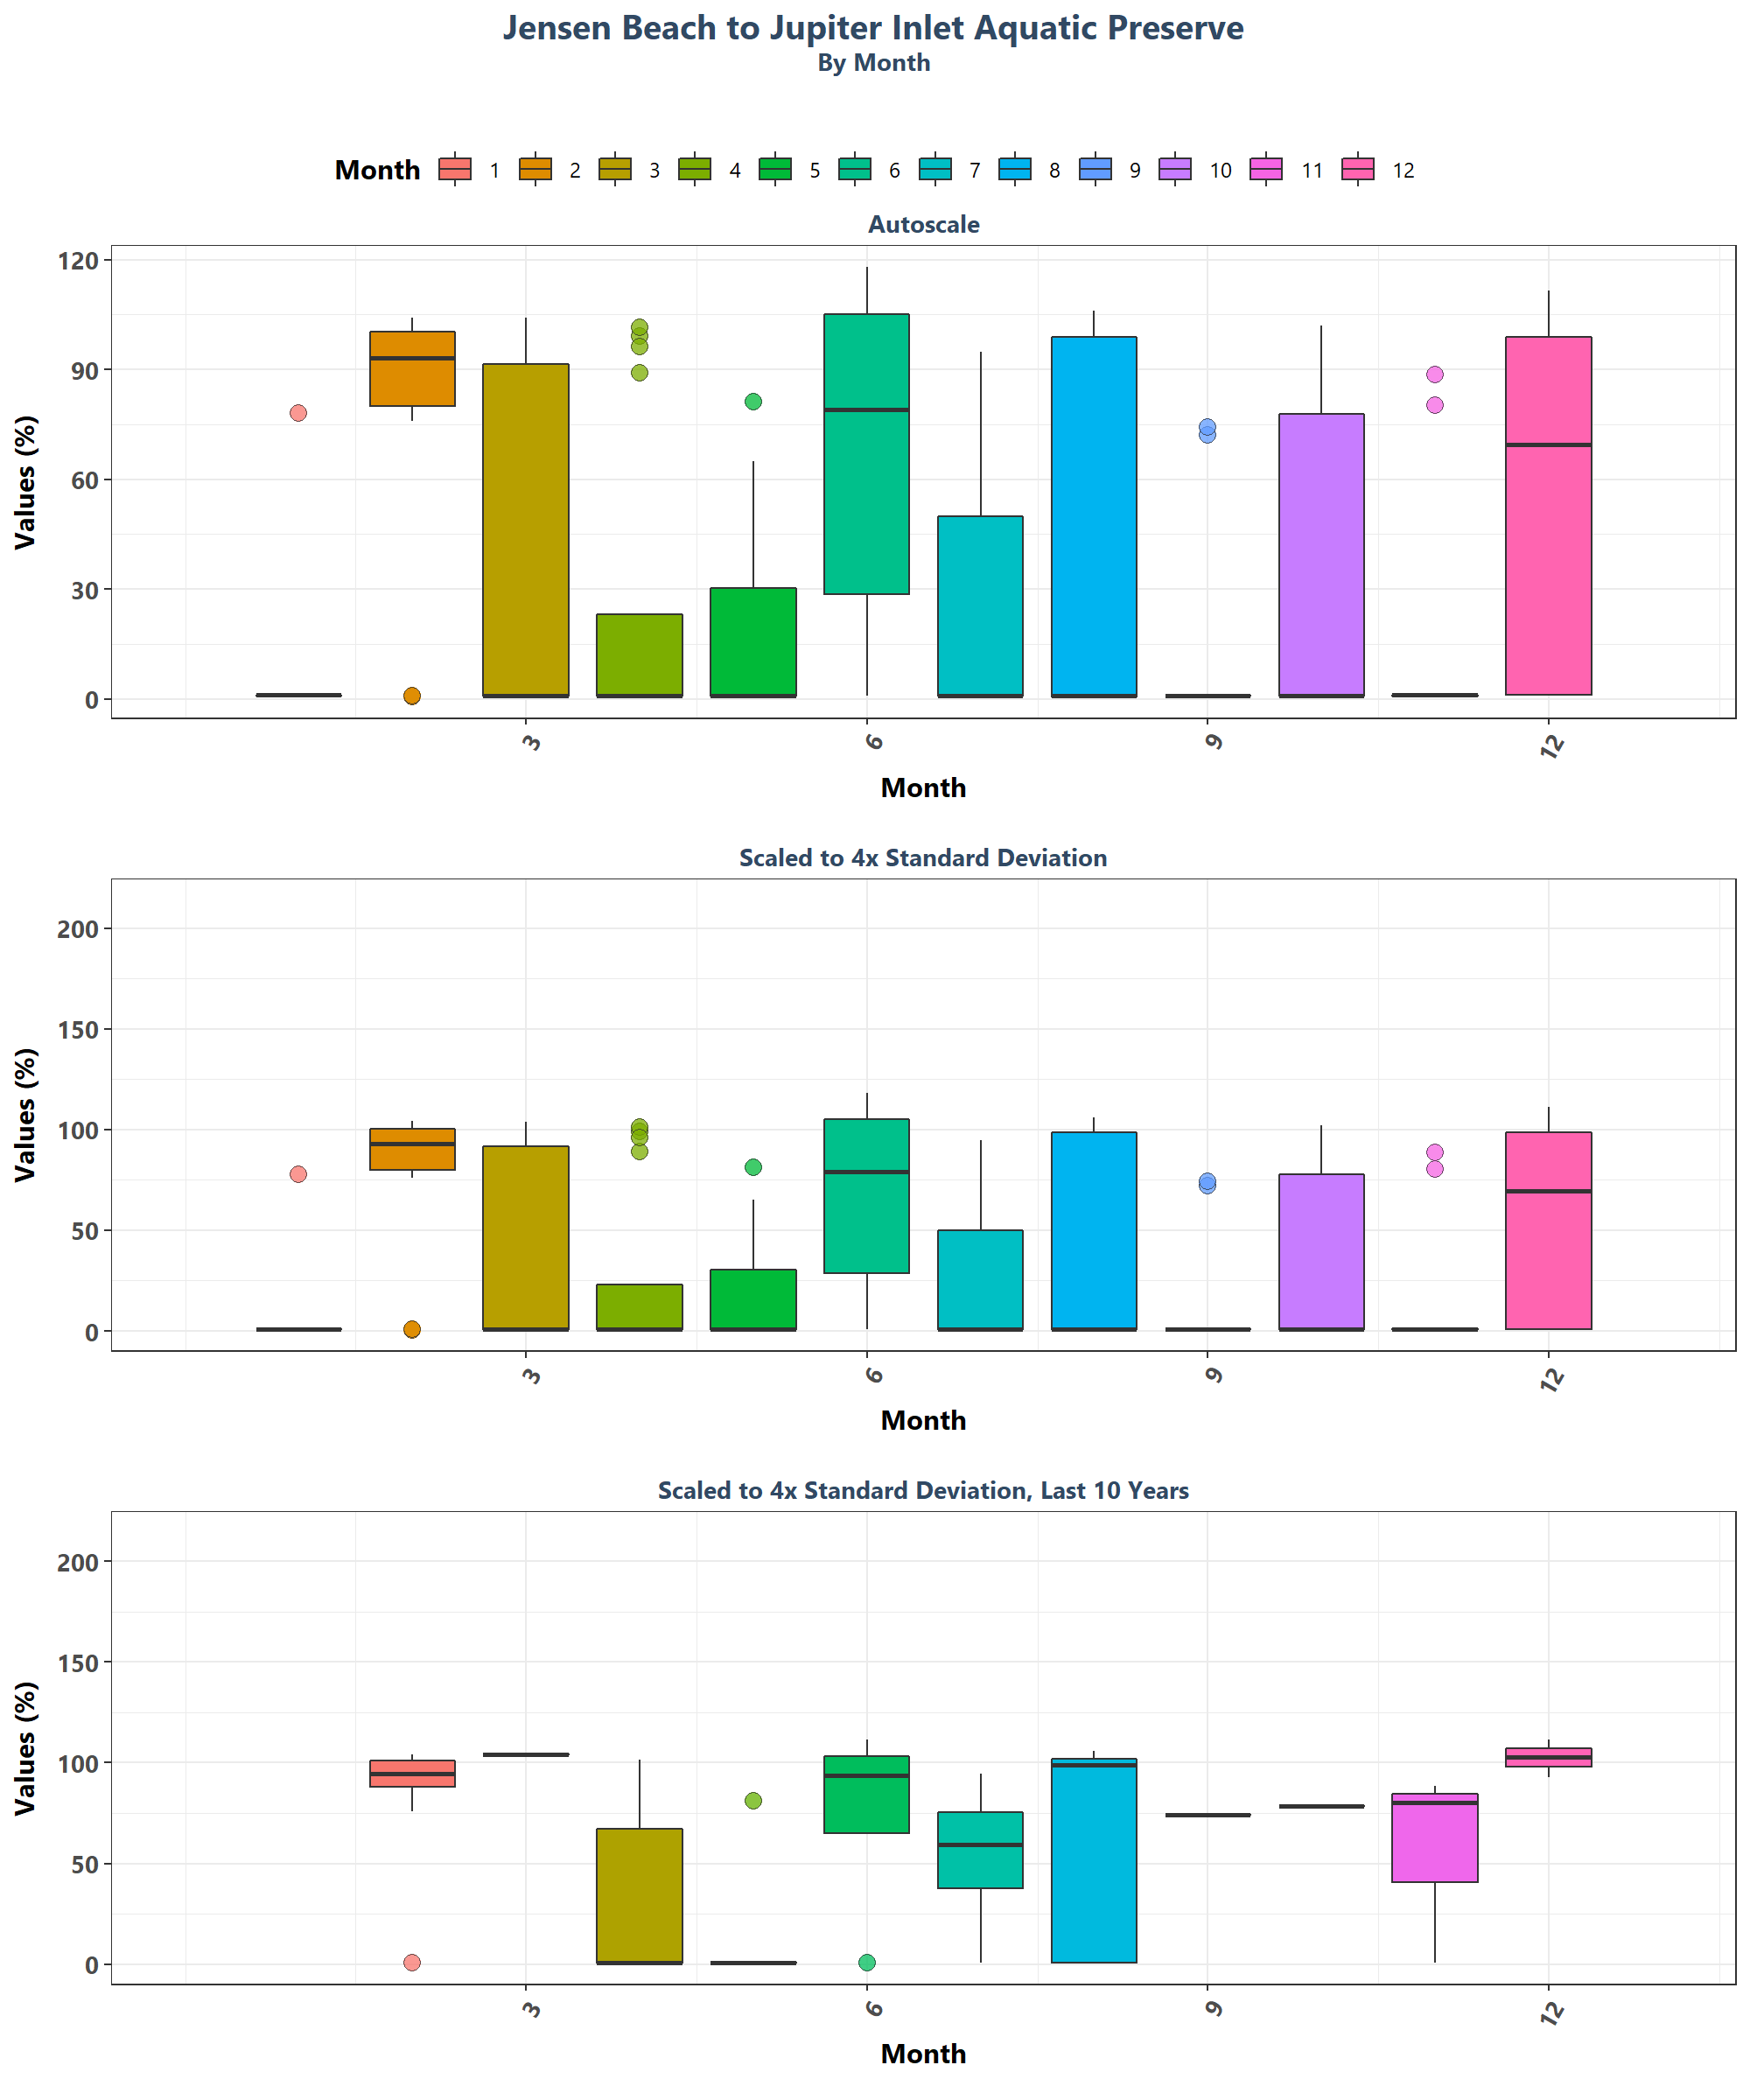 Jensen Beach to Jupiter Inlet Aquatic Preserve
By Month
Month 1 2 3 4 5 6 7 8 9 10 11 12
Autoscale
Values (%)
120
90
60
30
0
3 6 9 12
Month
Scaled to 4x Standard Deviation
Values (%)
200
150
100
50
0
3 6 9 12
Month
Scaled to 4x Standard Deviation, Last 10 Years
Values (%)
200
150
100
50
0
3 6 9 12
Month